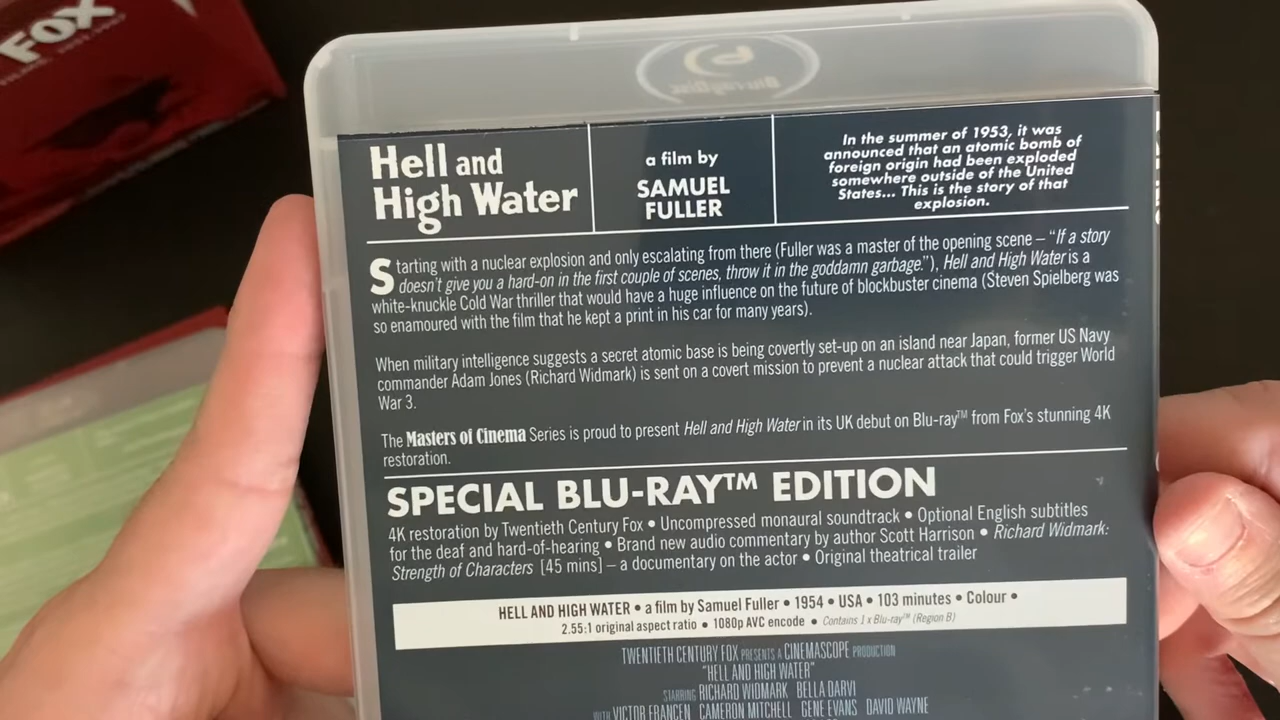 FOX
Blu-ray Disc
Hell and
High Water
a film by
SAMUEL
FULLER
In the summer of 1953, it was
announced that an atomic bomb of
foreign origin had been exploded
somewhere outside of the United
States... This is the story of that
explosion.
Starting with a nuclear explosion and only escalating from there (Fuller was a master of the opening scene – “If a story
doesn’t give you a hard-on in the first couple of scenes, throw it in the goddamn garbage.”), Hell and High Water is a
white-knuckle Cold War thriller that would have a huge influence on the future of blockbuster cinema (Steven Spielberg was
so enamoured with the film that he kept a print in his car for many years).
When military intelligence suggests a secret atomic base is being covertly set-up on an island near Japan, former US Navy
commander Adam Jones (Richard Widmark) is sent on a covert mission to prevent a nuclear attack that could trigger World
War 3.
The Masters of Cinema Series is proud to present Hell and High Water in its UK debut on Blu-ray™ from Fox’s stunning 4K
restoration.
SPECIAL BLU-RAY™ EDITION
4K restoration by Twentieth Century Fox • Uncompressed monaural soundtrack • Optional English subtitles
for the deaf and hard-of-hearing • Brand new audio commentary by author Scott Harrison • Richard Widmark:
Strength of Characters [45 mins] – a documentary on the actor • Original theatrical trailer
HELL AND HIGH WATER • a film by Samuel Fuller • 1954 • USA • 103 minutes • Colour •
2.55:1 original aspect ratio • 1080p AVC encode • Contains 1 x Blu-ray™ (Region B)
TWENTIETH CENTURY FOX PRESENTS A CINEMASCOPE PRODUCTION
"HELL AND HIGH WATER"
STARRING RICHARD WIDMARK BELLA DARVI
WITH VICTOR FRANCEN CAMERON MITCHELL GENE EVANS DAVID WAYNE